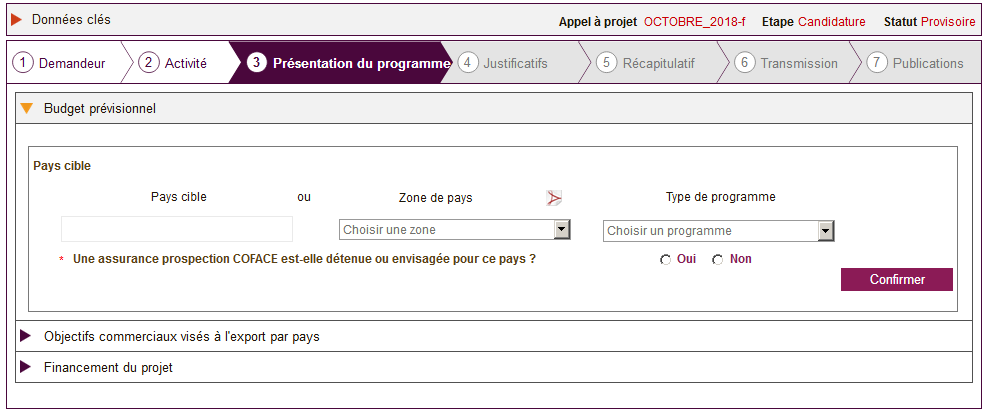 Données clés
Appel à projet OCTOBRE_2018-f Etape Candidature Statut Provisoire
1 Demandeur 2 Activité 3 Présentation du programme 4 Justificatifs 5 Récapitulatif 6 Transmission 7 Publications
Budget prévisionnel
Pays cible
Pays cible ou Zone de pays Type de programme
Choisir une zone Choisir un programme
* Une assurance prospection COFACE est-elle détenue ou envisagée pour ce pays ? Oui Non
Confirmer
Objectifs commerciaux visés à l'export par pays
Financement du projet